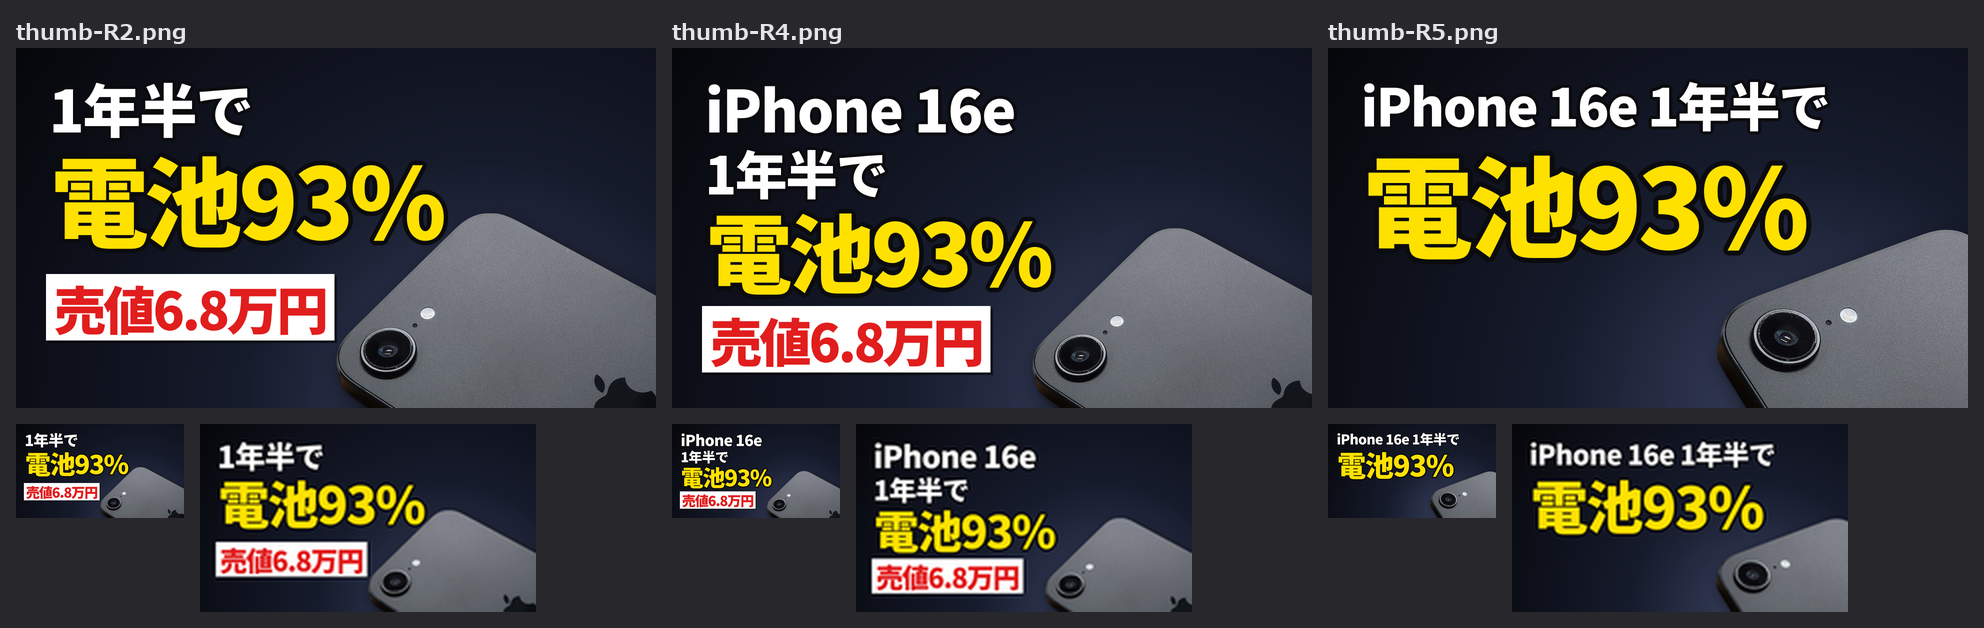 thumb-R2.png
1年半で
電池93%
売値6.8万円
1年半で
電池93%
売値6.8万円
1年半で
電池93%
売値6.8万円
thumb-R4.png
iPhone 16e
1年半で
電池93%
売値6.8万円
iPhone 16e
1年半で
電池93%
売値6.8万円
iPhone 16e
1年半で
電池93%
売値6.8万円
thumb-R5.png
iPhone 16e 1年半で
電池93%
iPhone 16e 1年半で
電池93%
iPhone 16e 1年半で
電池93%